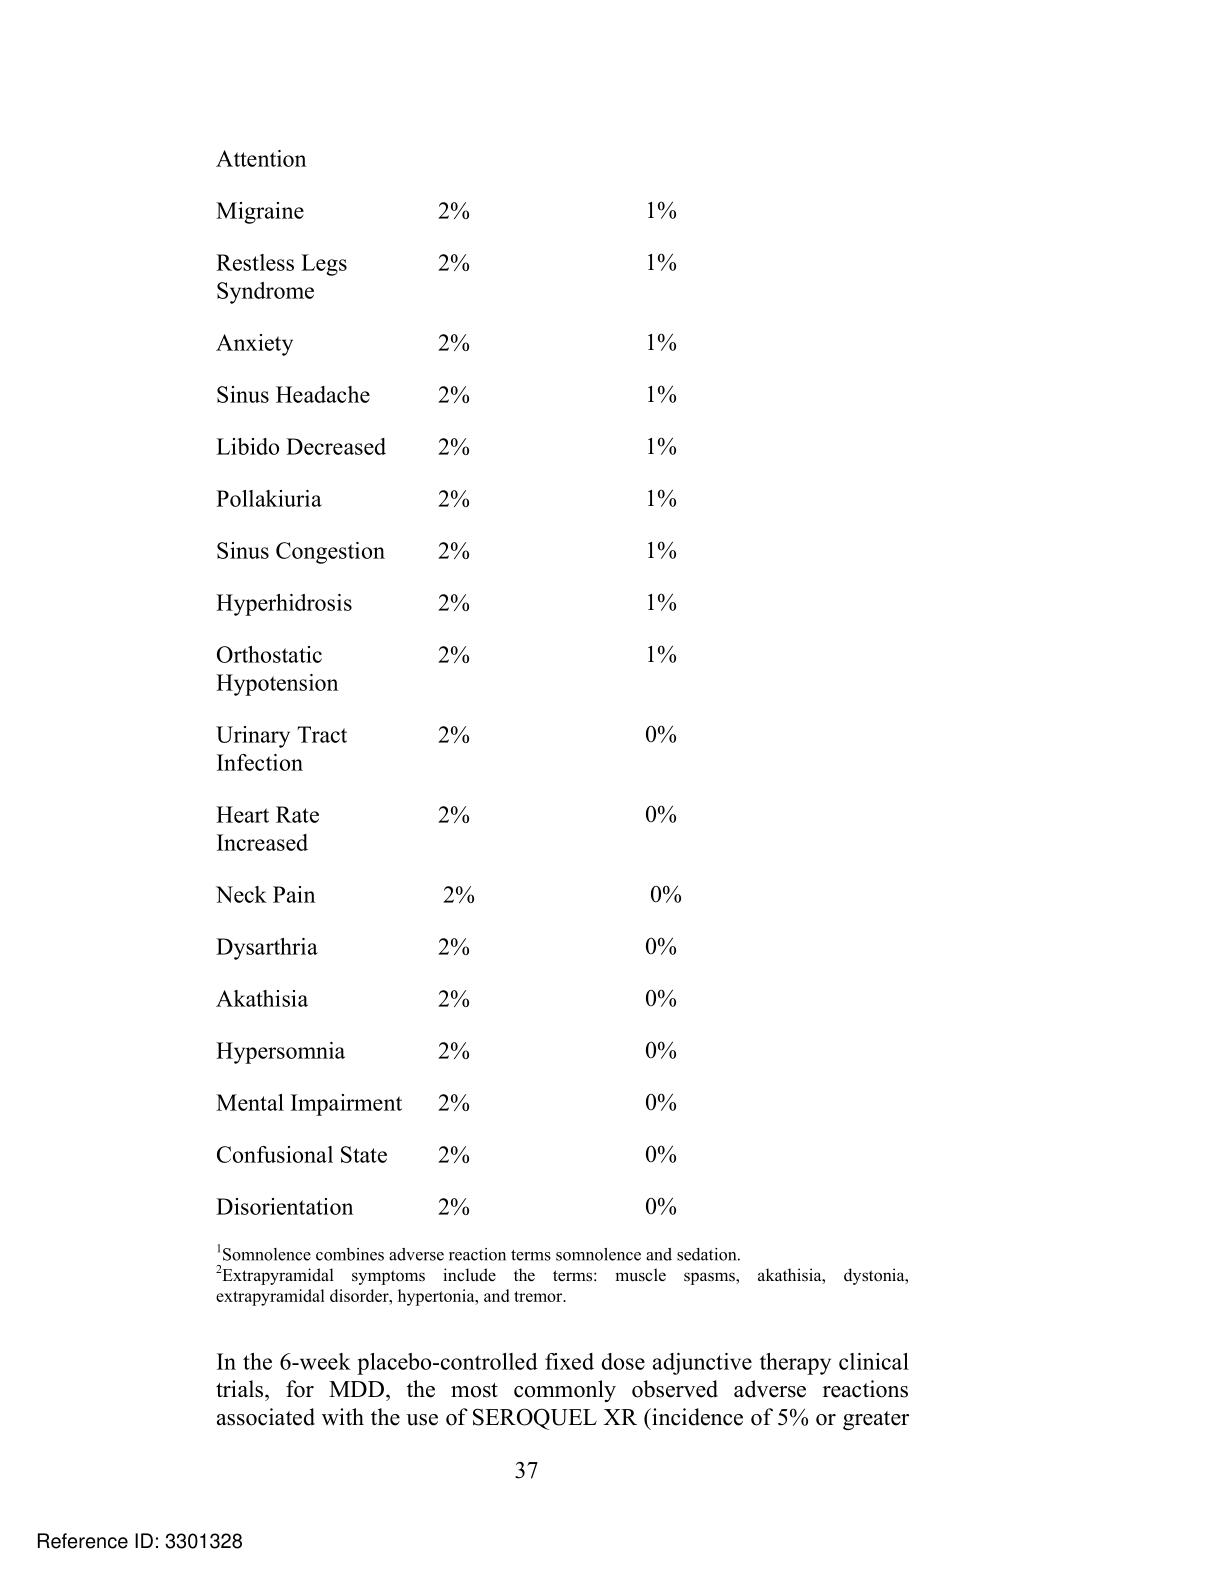 Attention
Migraine 2% 1%
Restless Legs 2% 1%
Syndrome
Anxiety 2% 1%
Sinus Headache 2% 1%
Libido Decreased 2% 1%
Pollakiuria 2% 1%
Sinus Congestion 2% 1%
Hyperhidrosis 2% 1%
Orthostatic 2% 1%
Hypotension
Urinary Tract 2% 0%
Infection
Heart Rate 2% 0%
Increased
Neck Pain 2% 0%
Dysarthria 2% 0%
Akathisia 2% 0%
Hypersomnia 2% 0%
Mental Impairment 2% 0%
Confusional State 2% 0%
Disorientation 2% 0%
¹Somnolence combines adverse reaction terms somnolence and sedation.
²Extrapyramidal symptoms include the terms: muscle spasms, akathisia, dystonia,
extrapyramidal disorder, hypertonia, and tremor.
In the 6-week placebo-controlled fixed dose adjunctive therapy clinical
trials, for MDD, the most commonly observed adverse reactions
associated with the use of SEROQUEL XR (incidence of 5% or greater
37
Reference ID: 3301328